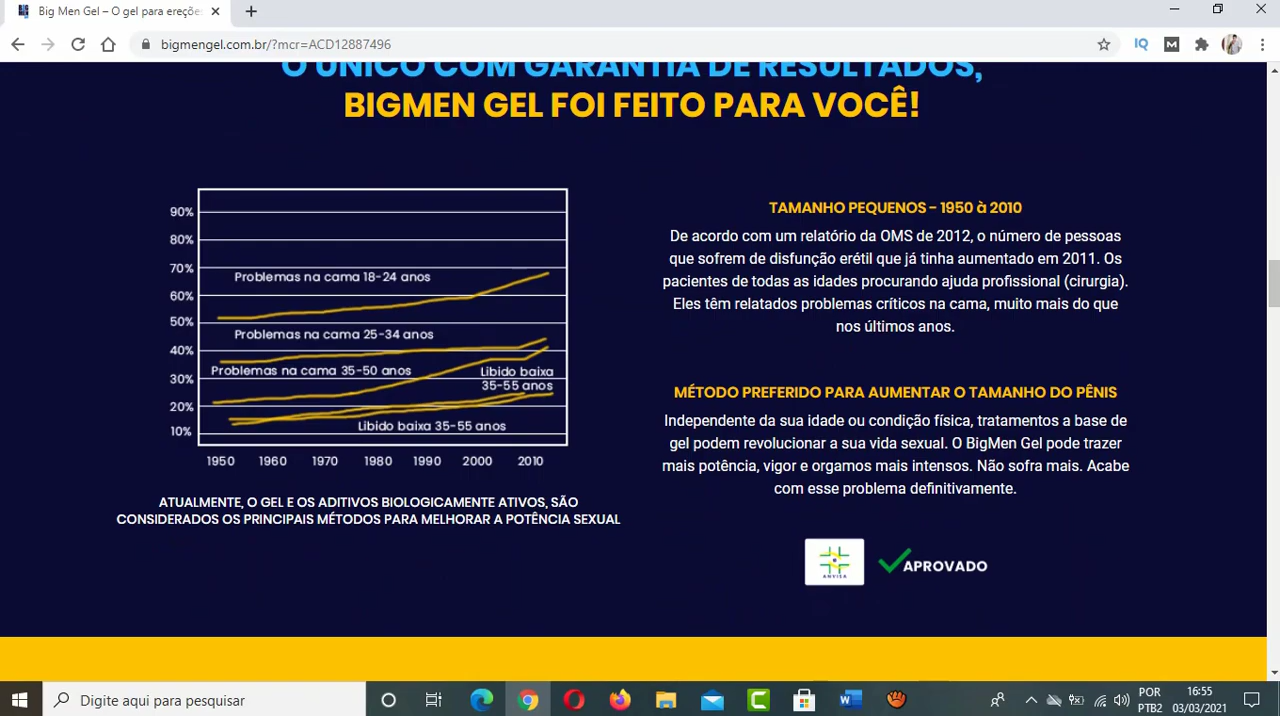 Big Men Gel – O gel para ereçõe
bigmengel.com.br/?mcr=ACD12887496
IQ
M
O ÚNICO COM GARANTIA DE RESULTADOS,
BIGMEN GEL FOI FEITO PARA VOCÊ!
90%
80%
70%
60%
50%
40%
30%
20%
10%
Problemas na cama 18-24 anos
Problemas na cama 25-34 anos
Problemas na cama 35-50 anos
Libido baixa
35-55 anos
Libido baixa 35-55 anos
1950 1960 1970 1980 1990 2000 2010
ATUALMENTE, O GEL E OS ADITIVOS BIOLOGICAMENTE ATIVOS, SÃO
CONSIDERADOS OS PRINCIPAIS MÉTODOS PARA MELHORAR A POTÊNCIA SEXUAL
TAMANHO PEQUENOS - 1950 à 2010
De acordo com um relatório da OMS de 2012, o número de pessoas
que sofrem de disfunção erétil que já tinha aumentado em 2011. Os
pacientes de todas as idades procurando ajuda profissional (cirurgia).
Eles têm relatados problemas críticos na cama, muito mais do que
nos últimos anos.
MÉTODO PREFERIDO PARA AUMENTAR O TAMANHO DO PÊNIS
Independente da sua idade ou condição física, tratamentos a base de
gel podem revolucionar a sua vida sexual. O BigMen Gel pode trazer
mais potência, vigor e orgamos mais intensos. Não sofra mais. Acabe
com esse problema definitivamente.
ANVISA
APROVADO
Digite aqui para pesquisar
POR
PTB2
16:55
03/03/2021